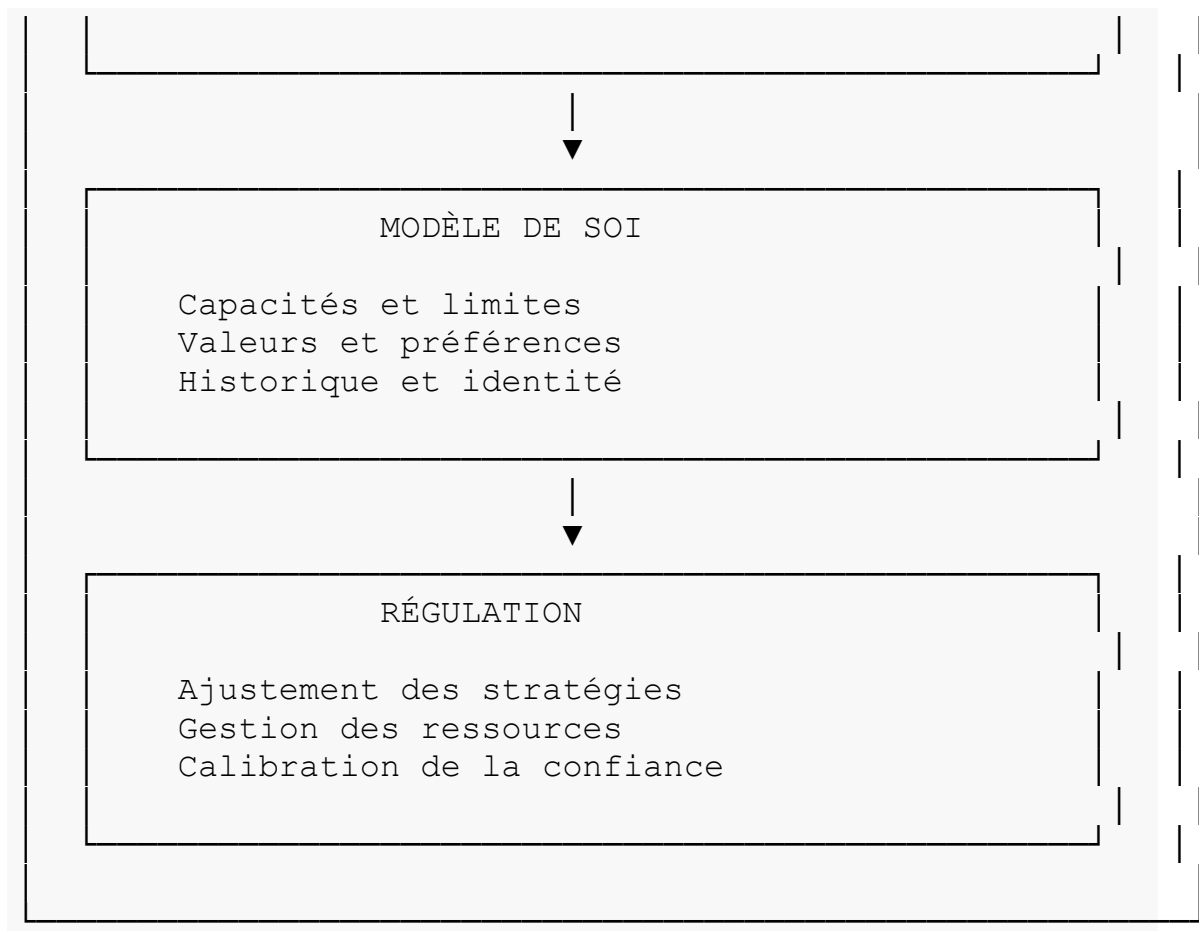 MODÈLE DE SOI
Capacités et limites
Valeurs et préférences
Historique et identité
RÉGULATION
Ajustement des stratégies
Gestion des ressources
Calibration de la confiance